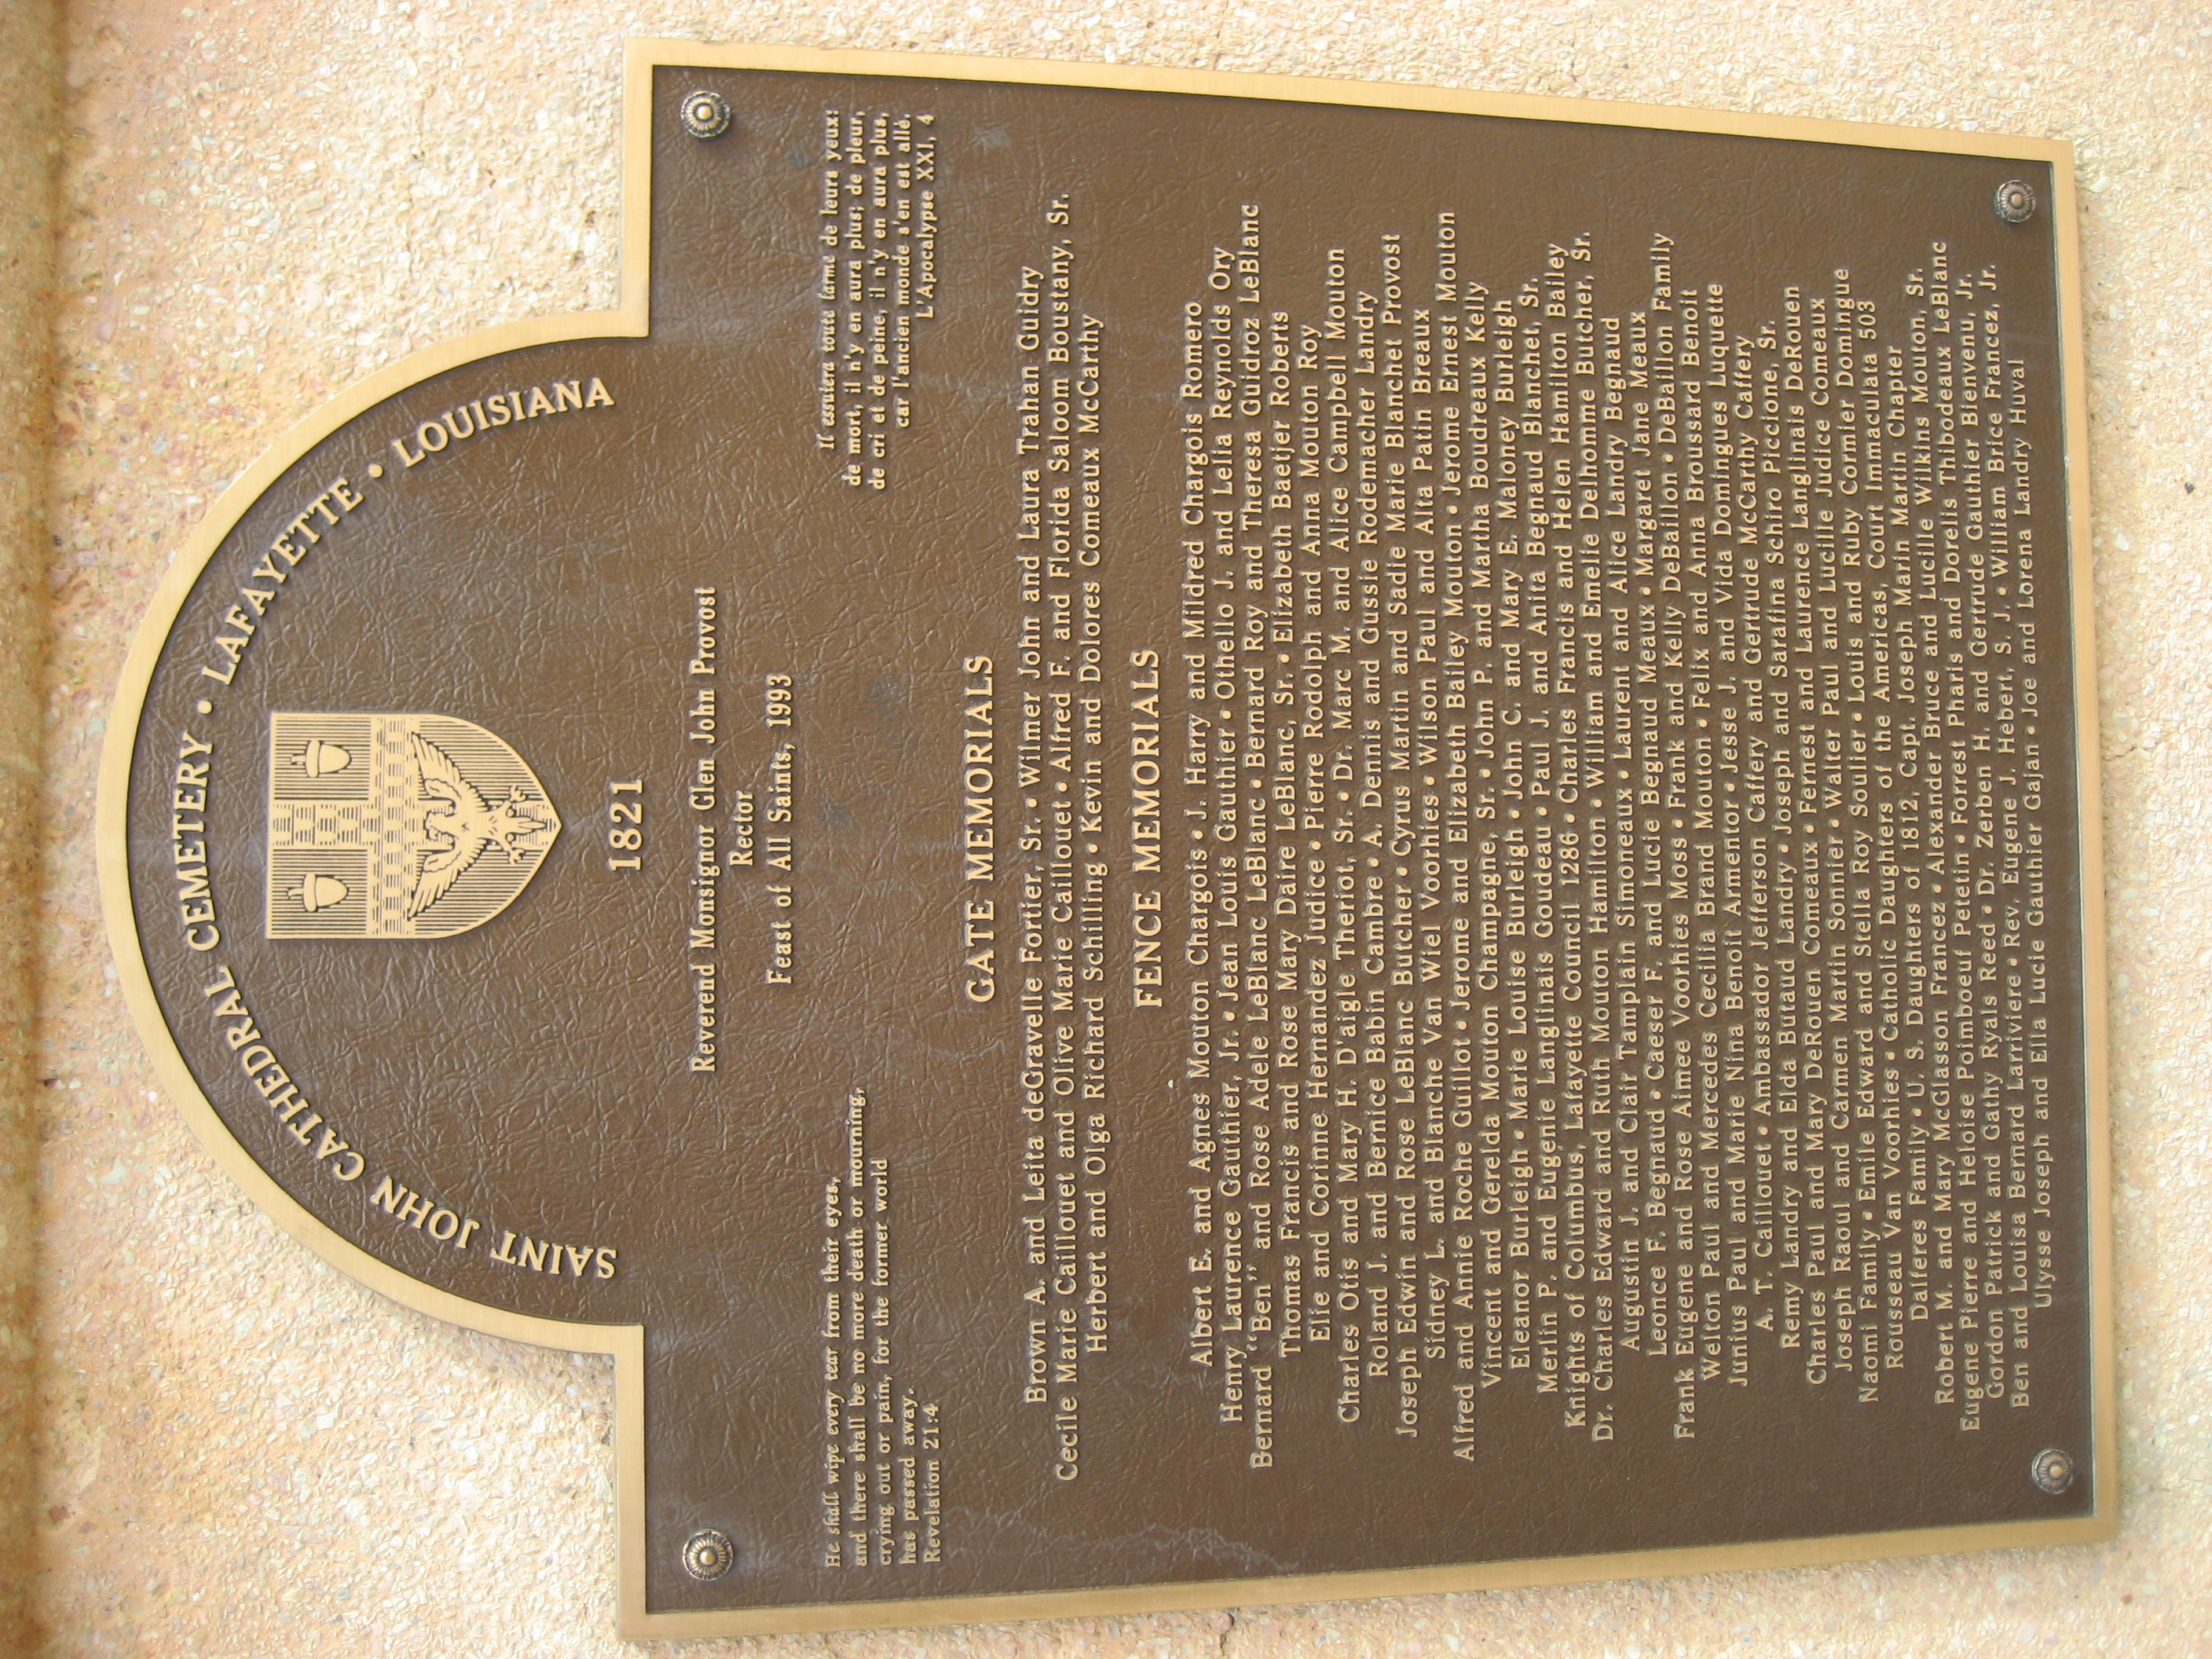 SAINT JOHN CATHEDRAL CEMETERY • LAFAYETTE • LOUISIANA
1821
Reverend Monsignor Glen John Provost
Rector
Feast of All Saints, 1993
He shall wipe every tear from their eyes,
and there shall be no more death or mourning,
crying out or pain, for the former world
has passed away.
Revelation 21:4
Il essuiera toute larme de leurs yeux:
de mort, il n'y en aura plus; de pleur,
de cri et de peine, il n'y en aura plus,
car l'ancien monde s'en est allé.
L'Apocalypse XXI, 4
GATE MEMORIALS
Brown A. and Leita deGravelle Fortier, Sr. • Wilmer John and Laura Trahan Guidry
Cecile Marie Caillouet and Olive Marie Caillouet • Alfred F. and Florida Saloom Boustany, Sr.
Herbert and Olga Richard Schilling • Kevin and Dolores Comeaux McCarthy
FENCE MEMORIALS
Albert E. and Agnes Mouton Chargois • J. Harry and Mildred Chargois Romero
Henry Laurence Gauthier, Jr. • Jean Louis Gauthier • Othello J. and Lelia Reynolds Ory
Bernard "Ben" and Rose Adele LeBlanc LeBlanc • Bernard Roy and Theresa Guidroz LeBlanc
Thomas Francis and Rose Mary Daire LeBlanc, Sr. • Elizabeth Baetjer Roberts
Elie and Corinne Hernandez Judice • Pierre Rodolph and Anna Mouton Roy
Charles Otis and Mary H. D'aigle Theriot, Sr. • Dr. Marc M. and Alice Campbell Mouton
Roland J. and Bernice Babin Cambre • A. Dennis and Gussie Rodemacher Landry
Joseph Edwin and Rose LeBlanc Butcher • Cyrus Martin and Sadie Marie Blanchet Provost
Sidney L. and Blanche Van Wiel Voorhies • Wilson Paul and Alta Patin Breaux
Alfred and Annie Roche Guillot • Jerome and Elizabeth Bailey Mouton • Jerome Ernest Mouton
Vincent and Gerelda Mouton Champagne, Sr. • John P. and Martha Boudreaux Kelly
Eleanor Burleigh • Marie Louise Burleigh • John C. and Mary E. Maloney Burleigh
Merlin P. and Eugenie Langlinais Goudeau • Paul J. and Anita Begnaud Blanchet, Sr.
Knights of Columbus, Lafayette Council 1286 • Charles Francis and Helen Hamilton Bailey
Dr. Charles Edward and Ruth Mouton Hamilton • William and Emelie Delhomme Butcher, Sr.
Augustin J. and Clair Tamplain Simoneaux • Laurent and Alice Landry Begnaud
Leonce F. Begnaud • Caeser F. and Lucie Begnaud Meaux • Margaret Jane Meaux
Frank Eugene and Rose Aimee Voorhies Moss • Frank and Kelly DeBaillon • DeBaillon Family
Welton Paul and Mercedes Cecilia Brand Mouton • Felix and Anna Broussard Benoit
Junius Paul and Marie Nina Benoit Armentor • Jesse J. and Vida Domingues Luquette
A. T. Caillouet • Ambassador Jefferson Caffery and Gertrude McCarthy Caffery
Remy Landry and Elda Butaud Landry • Joseph and Sarafina Schiro Piccione, Sr.
Charles Paul and Mary DeRouen Comeaux • Fernest and Laurence Langlinais DeRouen
Joseph Raoul and Carmen Martin Sonnier • Walter Paul and Lucille Judice Comeaux
Naomi Family • Emile Edward and Stella Roy Soulier • Louis and Ruby Cormier Domingue
Rousseau Van Voorhies • Catholic Daughters of the Americas, Court Immaculata 503
Dalferes Family • U. S. Daughters of 1812, Capt. Joseph Marin Martin Chapter
Robert M. and Mary McGlasson Francez • Alexander Bruce and Lucille Wilkins Mouton, Sr.
Eugene Pierre and Heloise Poimboeuf Petetin • Forrest Pharis and Dorelis Thibodeaux LeBlanc
Gordon Patrick and Gathy Ryals Reed • Dr. Zerben H. and Gertrude Gauthier Bienvenu, Jr.
Ben and Louisa Bernard Larriviere • Rev. Eugene J. Hebert, S. J. • William Brice Francez, Jr.
Ulysse Joseph and Ella Lucie Gauthier Gajan • Joe and Lorena Landry Huval